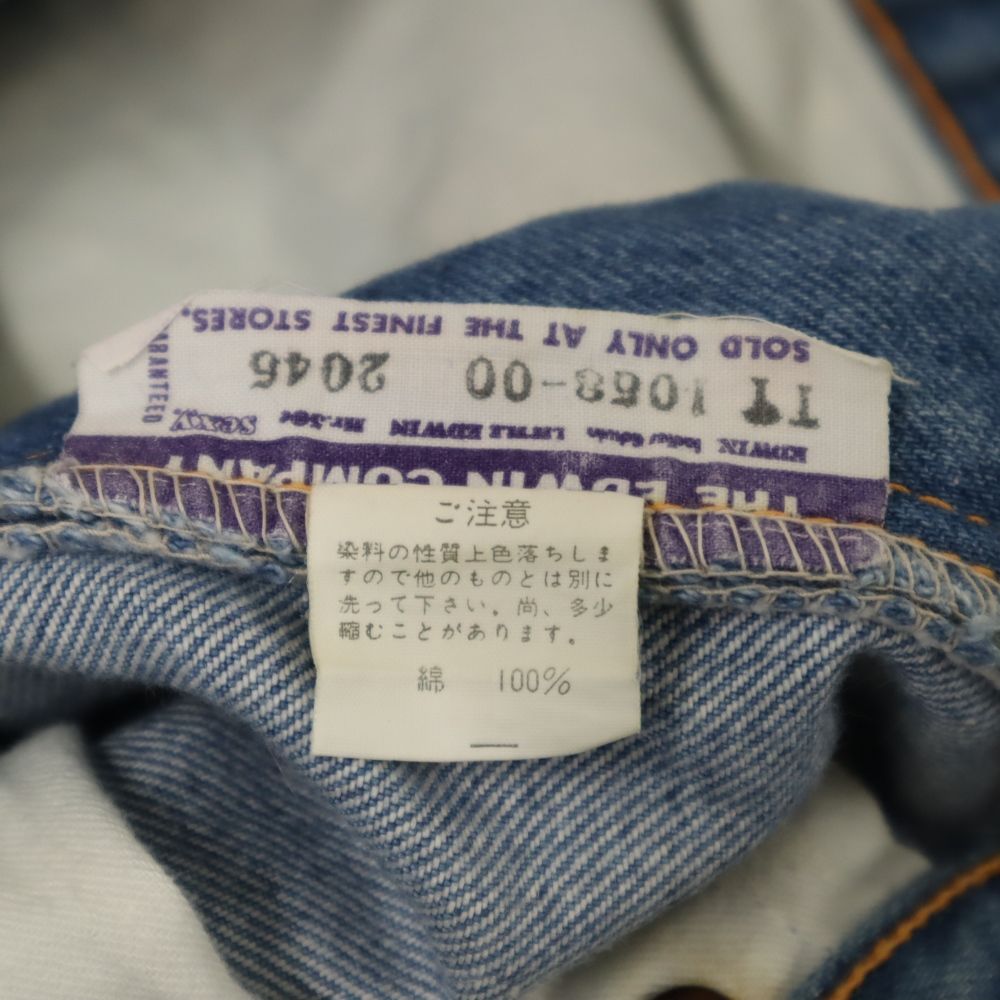 THE EDWIN COMPANY
EDWIN LITTLE EDWIN SEXY
1053-00 2046
SOLD ONLY AT THE FINEST STORES.
ご注意
染料の性質上色落ちしま
すので他のものとは別に
洗って下さい。尚、多少
縮むことがあります。
綿 100%